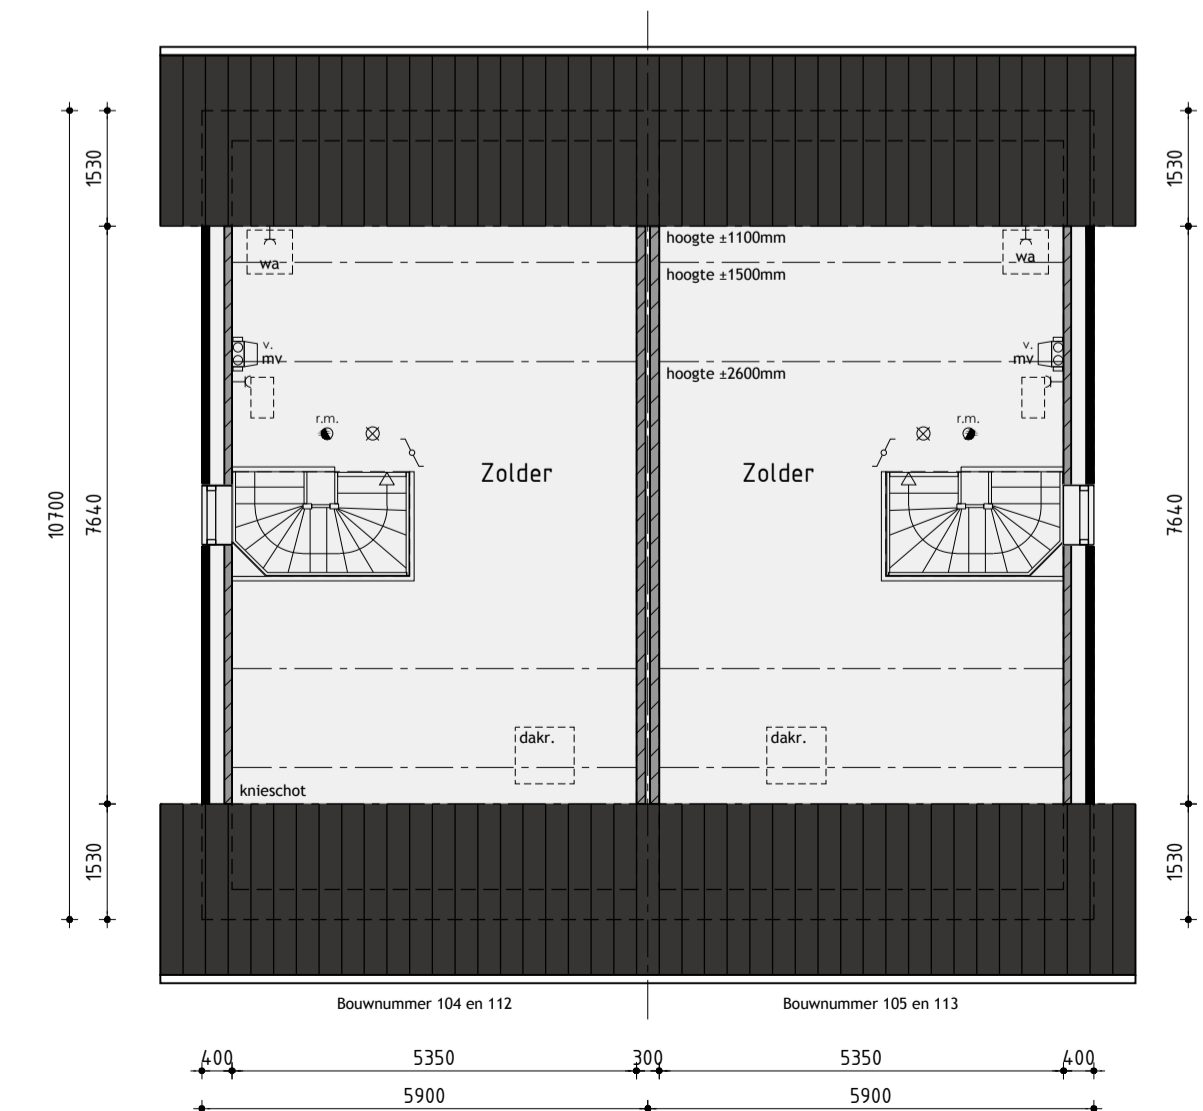 1530
1530
hoogte ±1100mm
wa
wa
hoogte ±1500mm
v.
mv
v.
mv
hoogte ±2600mm
r.m.
r.m.
Zolder
Zolder
10700
7640
7640
dakr.
dakr.
knieschot
1530
1530
Bouwnummer 104 en 112
Bouwnummer 105 en 113
400 5350 300 5350 400
5900 5900